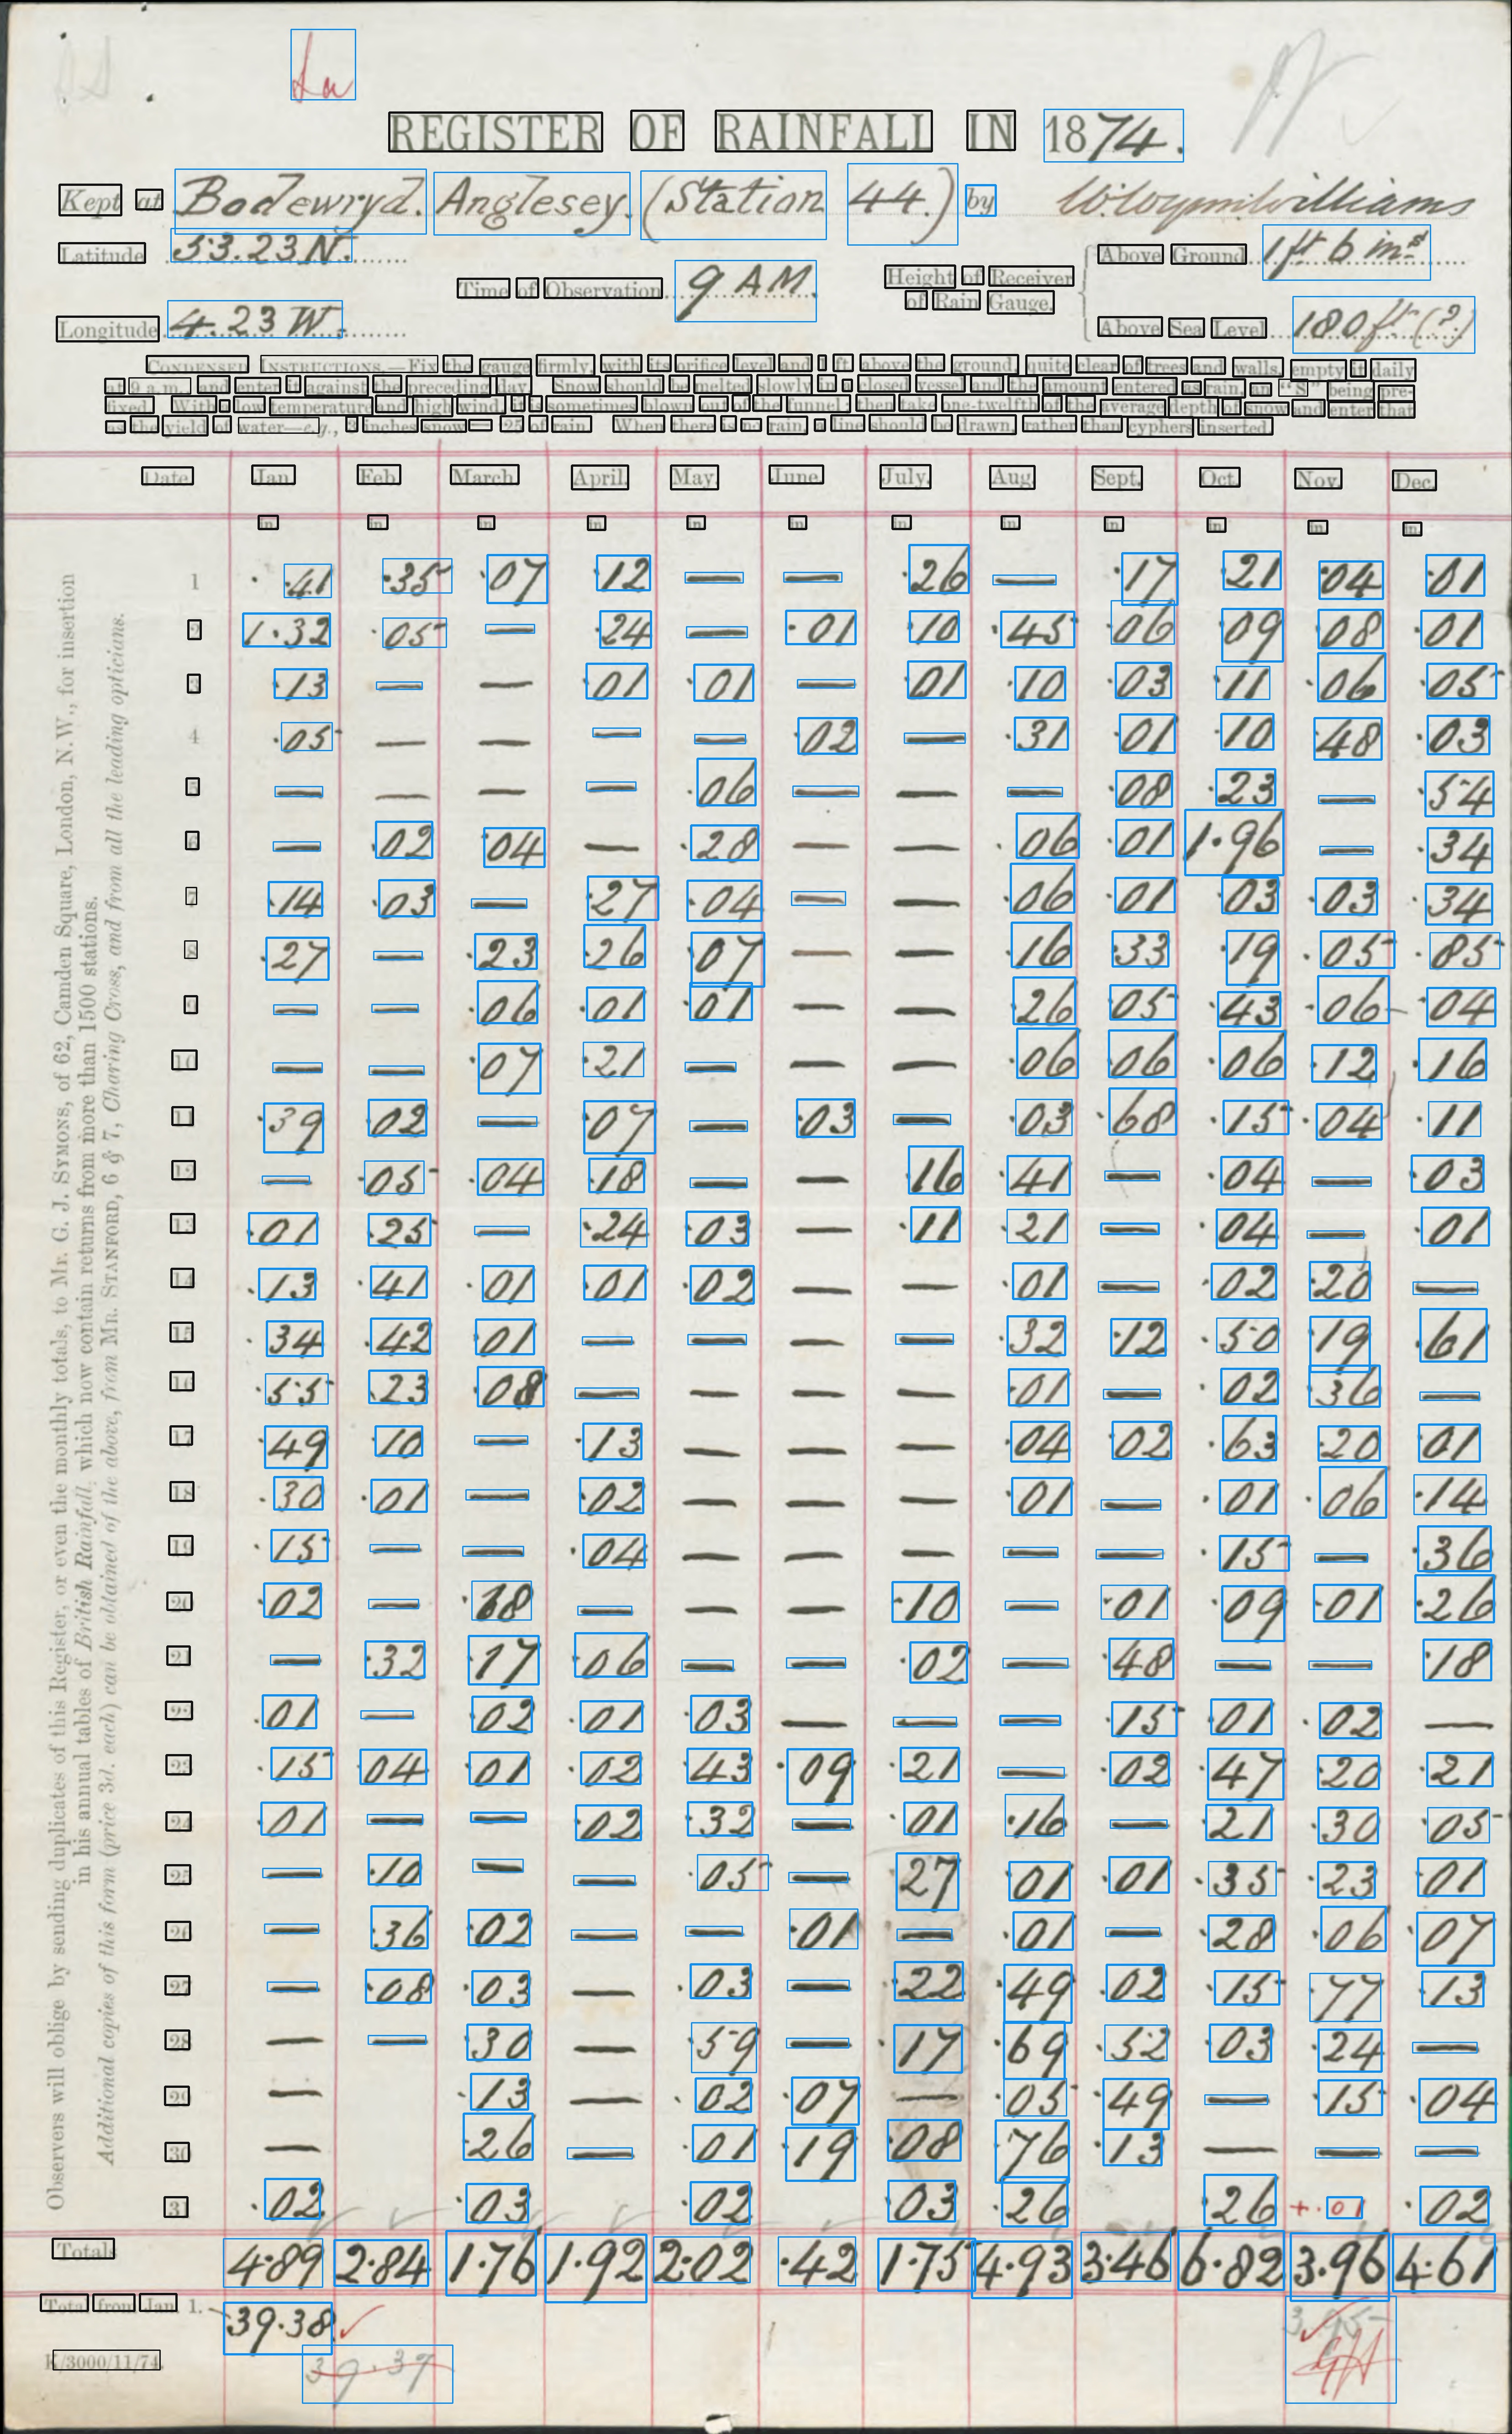 La
REGISTER OF RAINFALL IN 1874.
Kept at Bodewryd. Anglesey. (Station 44.) by
Latitude 53.23 N. Time of Observation 9 A.M. Height of Receiver of Rain Gauge. Above Ground 1 ft 6 ins
Longitude 4.23 W. Above Sea Level 180 ft (?)
CONDENSED INSTRUCTIONS.—Fix the gauge firmly, with its orifice level and 1 ft. above the ground, quite clear of trees and walls, empty it daily
at 9 a.m. and enter it against the preceding day. Snow should be melted slowly in a closed vessel and the amount entered as rain, an "S" being pre-
fixed. With a low temperature and high wind, it is sometimes blown out of the funnel; then take one-twelfth of the average depth of snow and enter that
as the yield of water—e.g., 3 inches snow = ·25 of rain. When there is no rain, a line should be drawn, rather than cyphers inserted.
Date. Jan. Feb. March. April. May. June. July. Aug. Sept. Oct. Nov. Dec.
in. in. in. in. in. in. in. in. in. in. in. in.
1 ·41 ·35 ·07 ·12 — — ·26 — ·17 ·21 ·04 ·01
2 1·32 ·05 — ·24 — ·01 ·10 ·45 ·06 ·09 ·08 ·01
3 ·13 — — ·01 ·01 — ·01 ·10 ·03 ·11 ·06 ·05
4 ·05 — — — — ·02 — ·31 ·01 ·10 ·48 ·03
5 — — — — ·06 — — — ·08 ·23 — ·54
6 — ·02 ·04 — ·28 — — ·06 ·01 1·96 — ·34
7 ·14 ·03 — ·27 ·04 — — ·06 ·01 ·03 ·03 ·34
8 ·27 — ·23 ·26 ·07 — — ·16 ·33 ·19 ·05 ·85
9 — — ·06 ·01 ·01 — — ·26 ·05 ·43 ·06 ·04
10 — — ·07 ·21 — — — ·06 ·06 ·06 ·12 ·16
11 ·39 ·02 — ·07 — ·03 — ·03 ·68 ·15 ·04 ·11
12 — ·05 ·04 ·18 — — ·16 ·41 — ·04 — ·03
13 ·01 ·25 — ·24 ·03 — ·11 ·21 — ·04 — ·01
14 ·13 ·41 ·01 ·01 ·02 — — ·01 — ·02 ·20 —
15 ·34 ·42 ·01 — — — — ·32 ·12 ·50 ·19 ·61
16 ·55 ·23 ·08 — — — — ·01 — ·02 ·36 —
17 ·49 ·10 — ·13 — — — ·04 ·02 ·63 ·20 ·01
18 ·30 ·01 — ·02 — — — ·01 — ·01 ·06 ·14
19 ·15 — — ·04 — — — — — ·15 — ·36
20 ·02 — ·18 — — — ·10 — ·01 ·09 ·01 ·26
21 — ·32 ·17 ·06 — — ·02 — ·48 — — ·18
22 ·01 — ·02 ·01 ·03 — — — ·15 ·01 ·02 —
23 ·15 ·04 ·01 ·02 ·43 ·09 ·21 — ·02 ·47 ·20 ·21
24 ·01 — — ·02 ·32 — ·01 ·16 — ·21 ·30 ·05
25 — ·10 — — ·05 — ·27 ·01 ·01 ·35 ·23 ·01
26 — ·36 ·02 — — ·01 — ·01 — ·28 ·06 ·07
27 — ·08 ·03 — ·03 — ·22 ·49 ·02 ·15 ·77 ·13
28 — — ·30 — ·59 — ·17 ·69 ·52 ·03 ·24 —
29 — ·13 — ·02 ·07 — ·05 ·49 — ·15 ·04
30 — ·26 — ·01 ·19 ·08 ·76 ·13 — — —
31 ·02 ·03 ·02 ·03 ·26 ·26 +·01 ·02
Totals 4·89 2·84 1·76 1·92 2·02 ·42 1·75 4·93 3·46 6·82 3·96 4·61
Total from Jan. 1. 39·38 3·95
39·37
K/3000/11/74.
Observers will oblige by sending duplicates of this Register, or even the monthly totals, to Mr. G. J. SYMONS, of 62, Camden Square, London, N.W., for insertion
in his annual tables of British Rainfall, which now contain returns from more than 1500 stations.
Additional copies of this form (price 3d. each) can be obtained of the above, from MR. STANFORD, 6 & 7, Charing Cross, and from all the leading opticians.